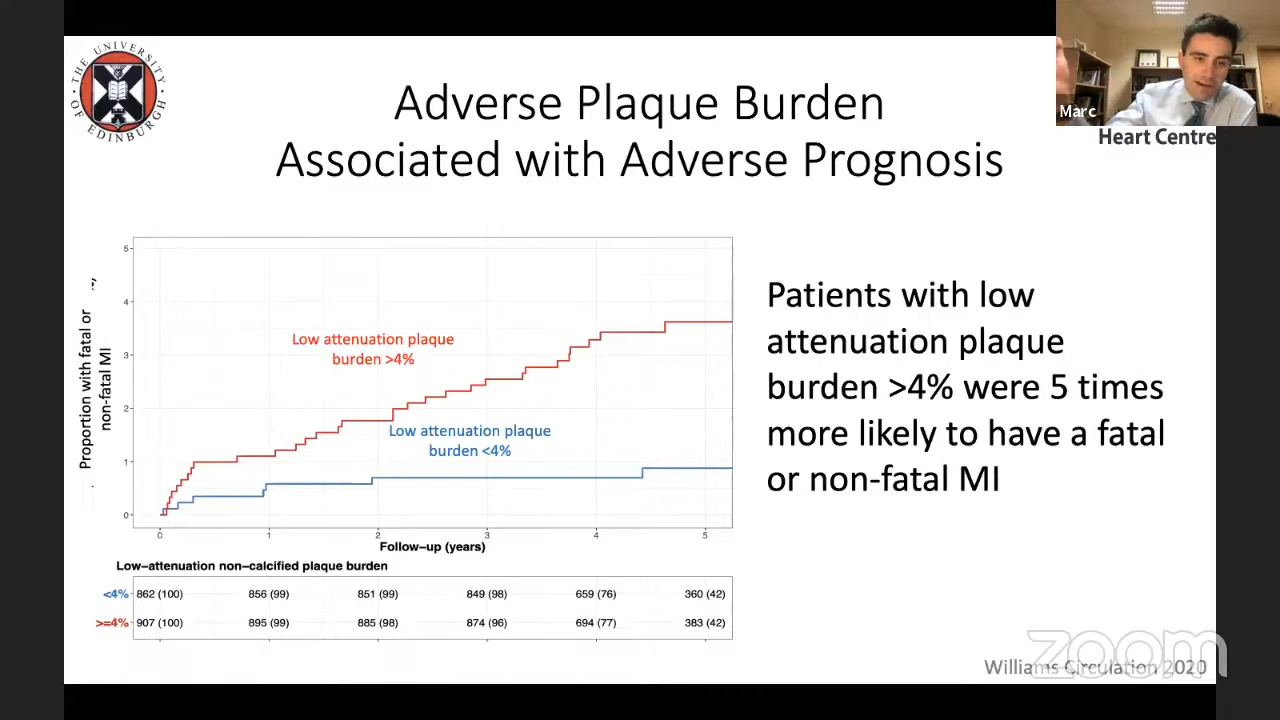 THE UNIVERSITY
OF EDINBURGH
Marc
Heart Centre
Adverse Plaque Burden
Associated with Adverse Prognosis
Proportion with fatal or
non-fatal MI
5
4
3
2
1
0
Low attenuation plaque
burden >4%
Low attenuation plaque
burden <4%
0 1 2 3 4 5
Follow-up (years)
Low-attenuation non-calcified plaque burden
<4% 862 (100) 856 (99) 851 (99) 849 (98) 659 (76) 360 (42)
>=4% 907 (100) 895 (99) 885 (98) 874 (96) 694 (77) 383 (42)
Patients with low
attenuation plaque
burden >4% were 5 times
more likely to have a fatal
or non-fatal MI
Williams Circulation 2020
zoom